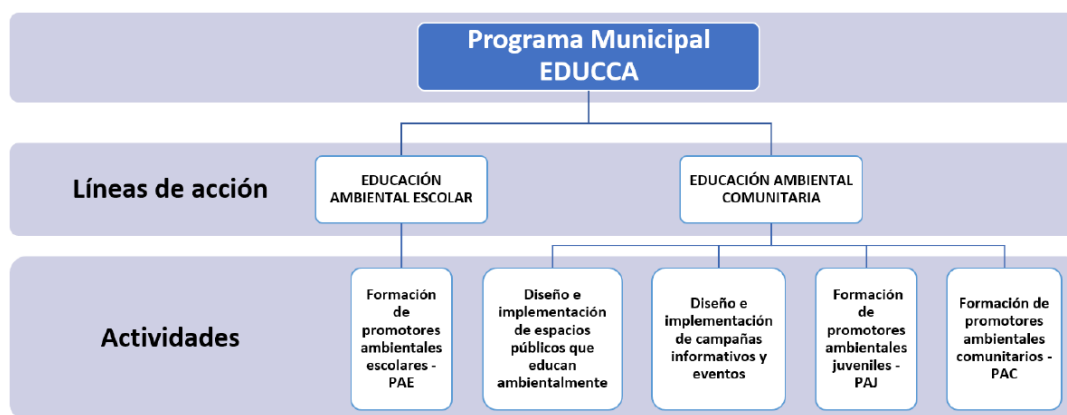 Programa Municipal
EDUCCA
Líneas de acción
EDUCACIÓN
AMBIENTAL ESCOLAR
EDUCACIÓN AMBIENTAL
COMUNITARIA
Actividades
Formación
de
promotores
ambientales
escolares -
PAE
Diseño e
implementación
de espacios
públicos que
educan
ambientalmente
Diseño e
implementación
de campañas
informativos y
eventos
Formación
de
promotores
ambientales
juveniles -
PAJ
Formación de
promotores
ambientales
comunitarios -
PAC